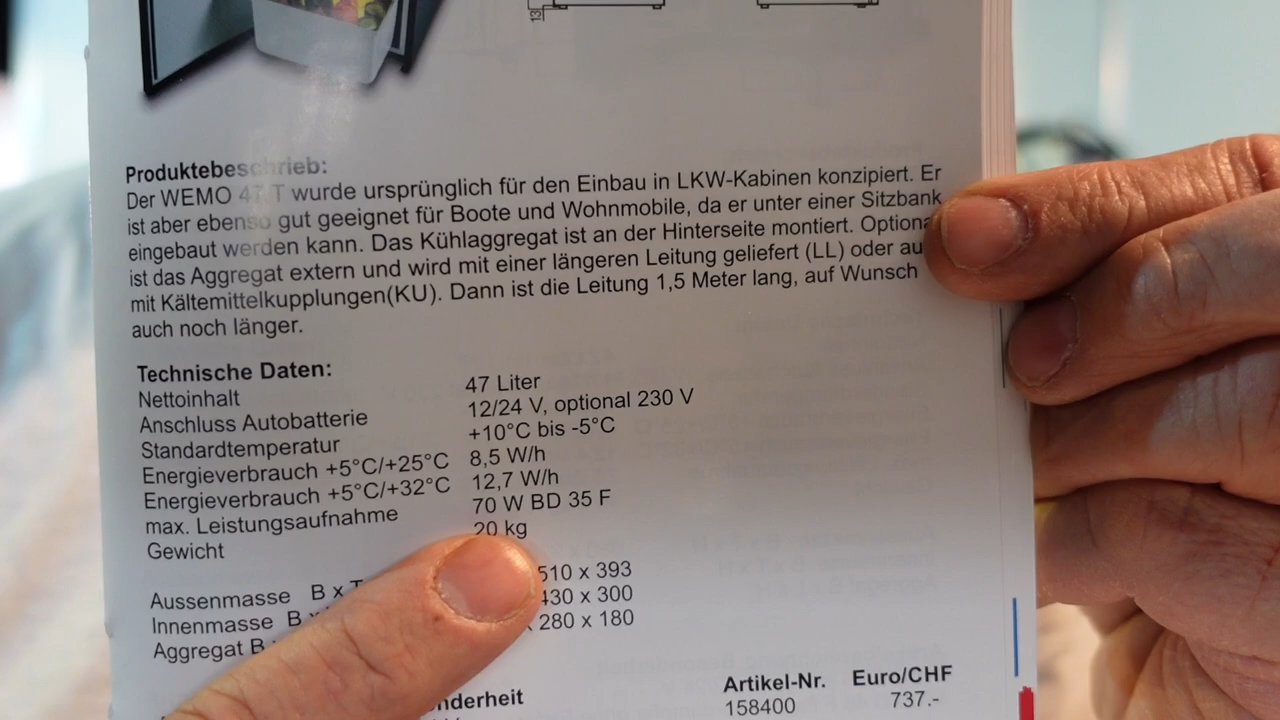 13
Produktebeschrieb:
Der WEMO 47 T wurde ursprünglich für den Einbau in LKW-Kabinen konzipiert. Er
ist aber ebenso gut geeignet für Boote und Wohnmobile, da er unter einer Sitzbank
eingebaut werden kann. Das Kühlaggregat ist an der Hinterseite montiert. Optiona
ist das Aggregat extern und wird mit einer längeren Leitung geliefert (LL) oder au
mit Kältemittelkupplungen(KU). Dann ist die Leitung 1,5 Meter lang, auf Wunsch
auch noch länger.
Technische Daten:
Nettoinhalt 47 Liter
Anschluss Autobatterie 12/24 V, optional 230 V
Standardtemperatur +10°C bis -5°C
Energieverbrauch +5°C/+25°C 8,5 W/h
Energieverbrauch +5°C/+32°C 12,7 W/h
max. Leistungsaufnahme 70 W BD 35 F
Gewicht 20 kg
Aussenmasse B x T 510 x 393
Innenmasse B x 430 x 300
Aggregat B 280 x 180
nderheit Artikel-Nr. Euro/CHF
158400 737.-